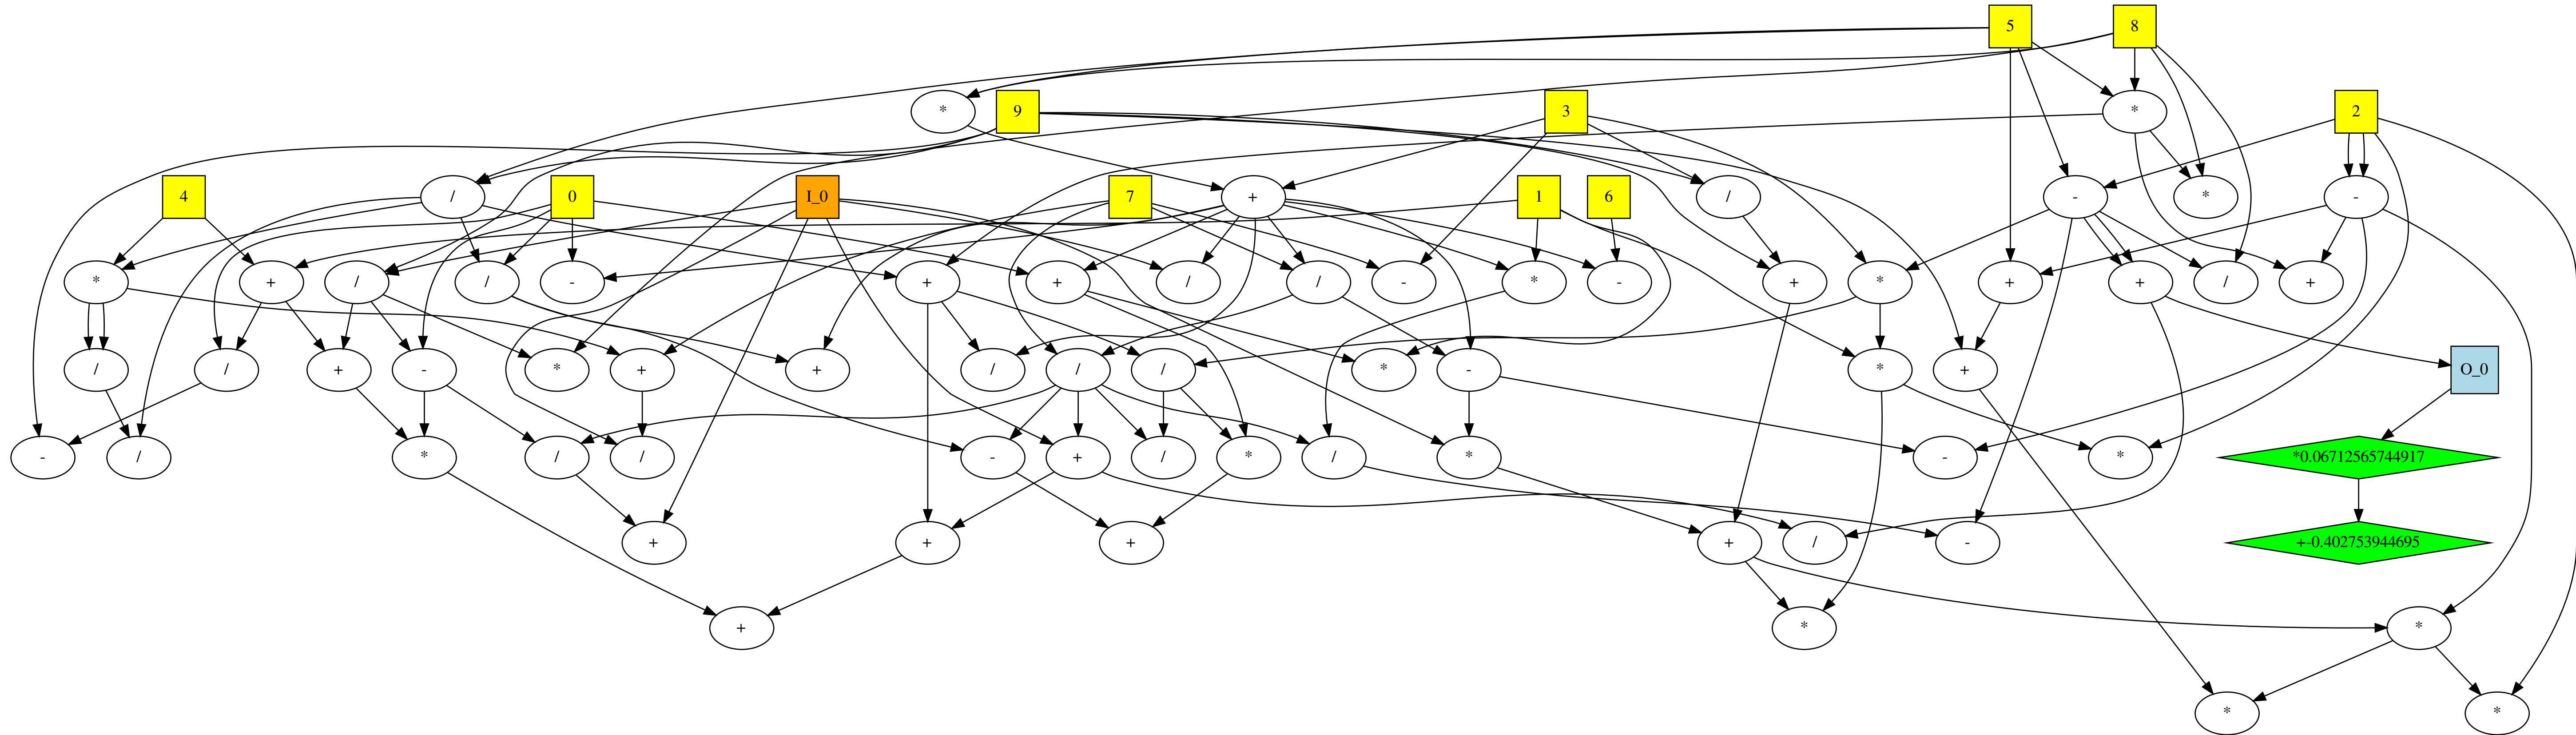 5 8
* 9 3 * 2
4 / 0 I_0 7 + 1 6 / - * -
* + / / - + + / / - * - + * + + / +
/ / + - * + + / / / * - * + O_0
- / * / / - + / * / * - * *0.06712565744917
+ + + + / - +-0.402753944695
+ * *
* *